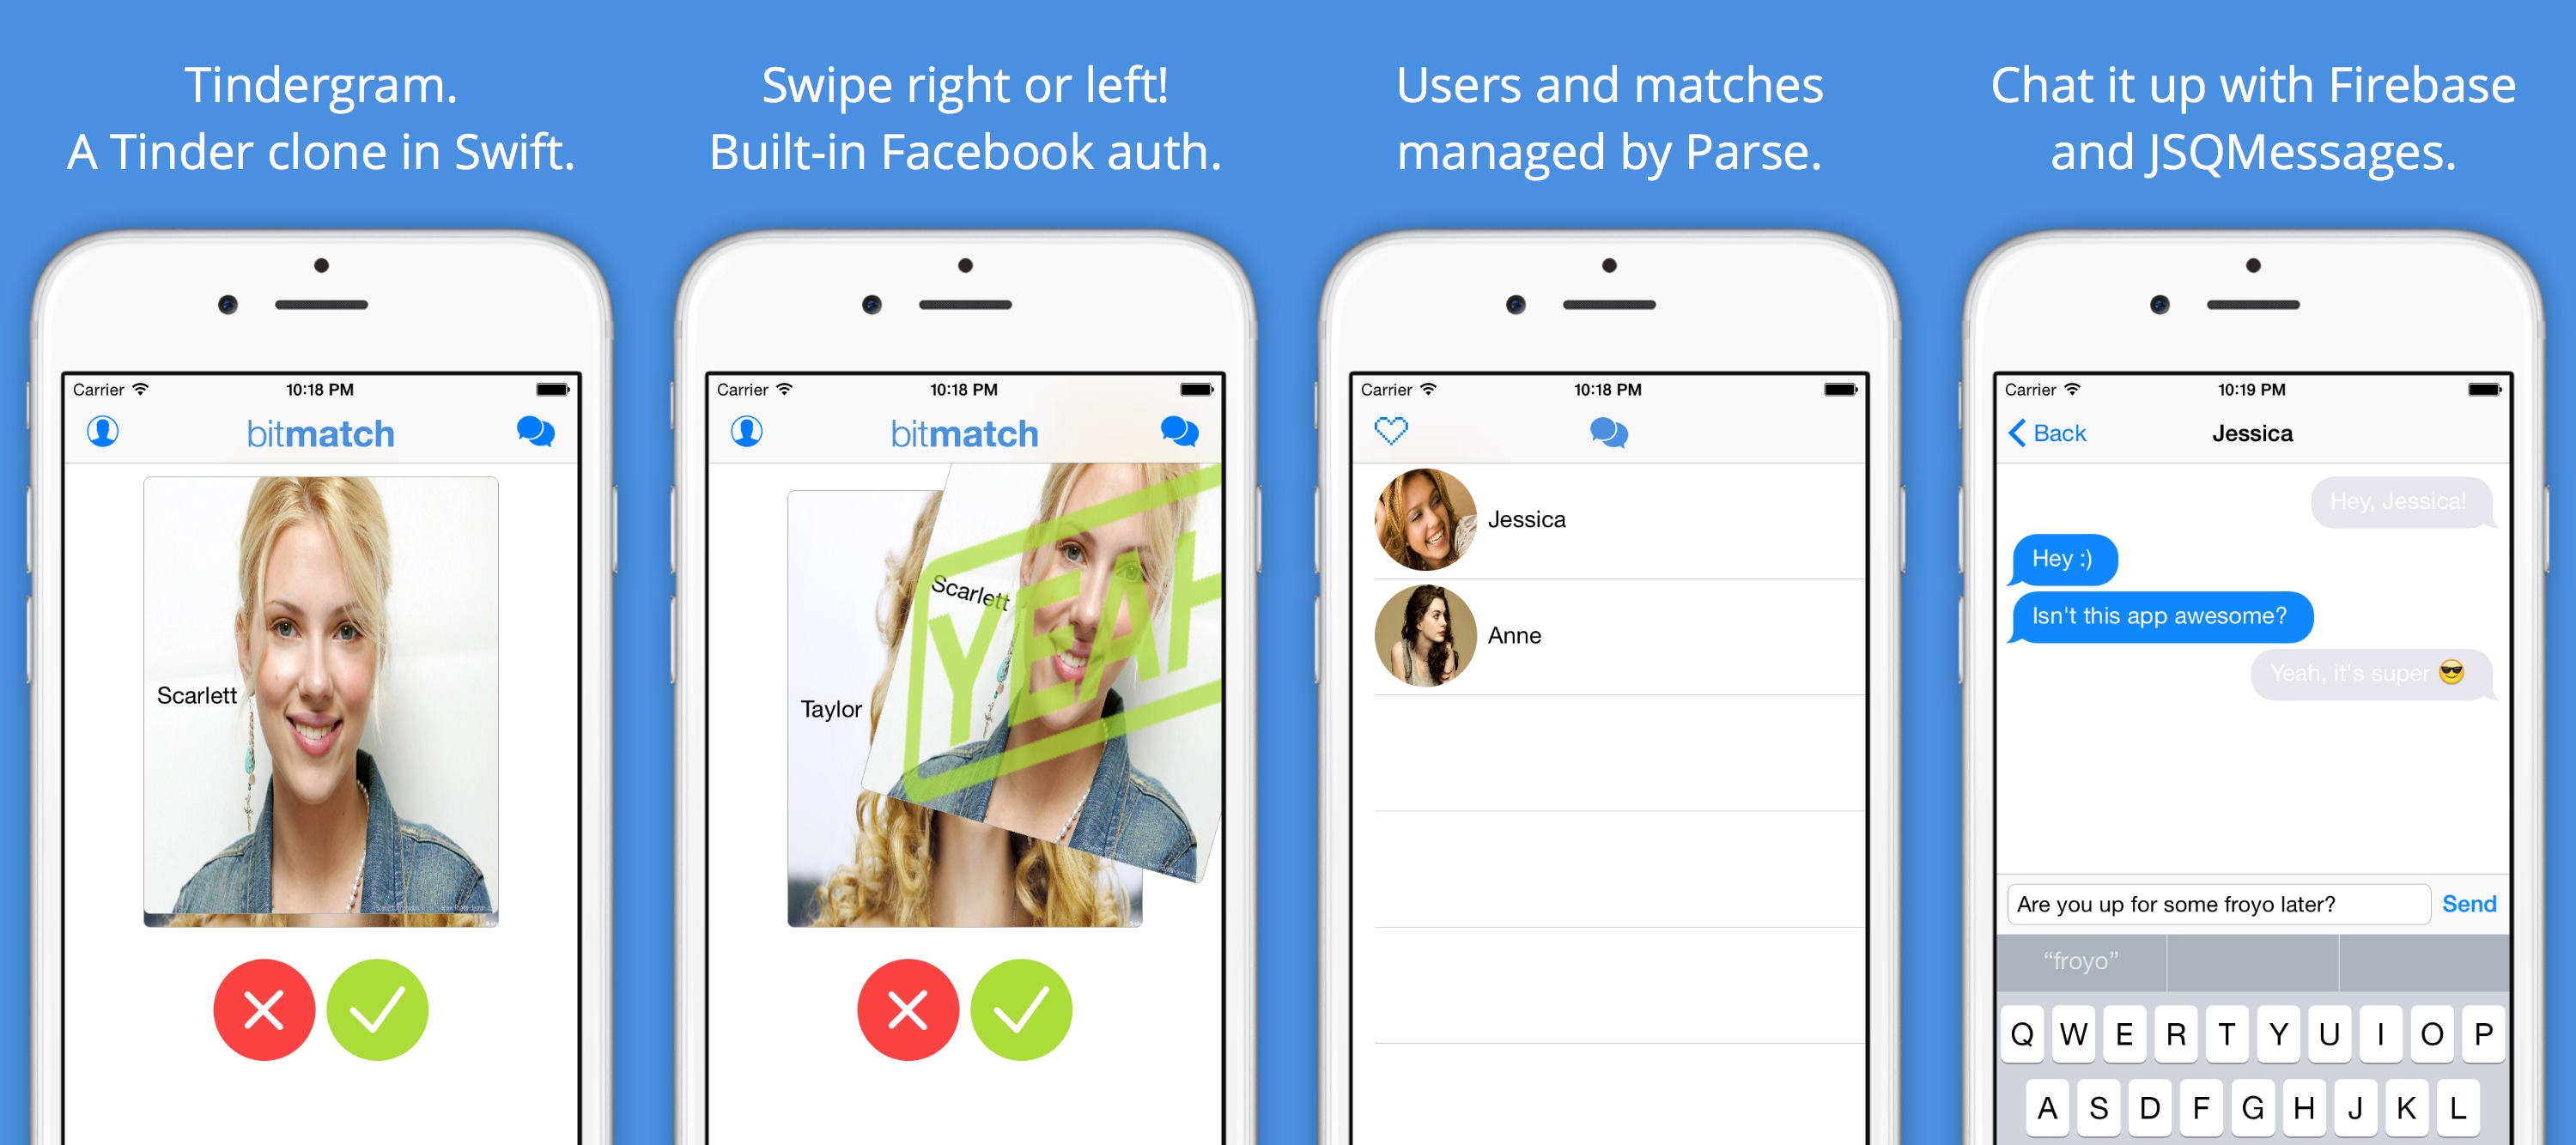 Tindergram.
A Tinder clone in Swift.
Carrier
10:18 PM
bitmatch
Scarlett
Swipe right or left!
Built-in Facebook auth.
Carrier
10:18 PM
bitmatch
Scarlett
YEAH
Taylor
Users and matches
managed by Parse.
Carrier
10:18 PM
Jessica
Anne
Chat it up with Firebase
and JSQMessages.
Carrier
10:19 PM
Back
Jessica
Hey, Jessica!
Hey :)
Isn't this app awesome?
Yeah, it's super 😎
Are you up for some froyo later?
Send
“froyo”
Q W E R T Y U I O P
A S D F G H J K L